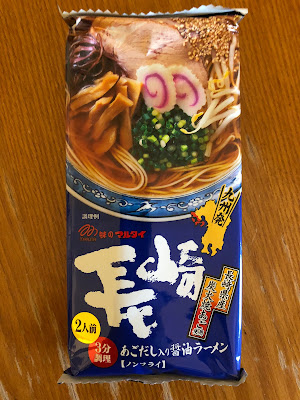 調理例
味のマルタイ
九州発
長崎
長崎県産
炭火焼あご使用
2人前
3分
調理
あごだし入り醤油ラーメン
【ノンフライ】